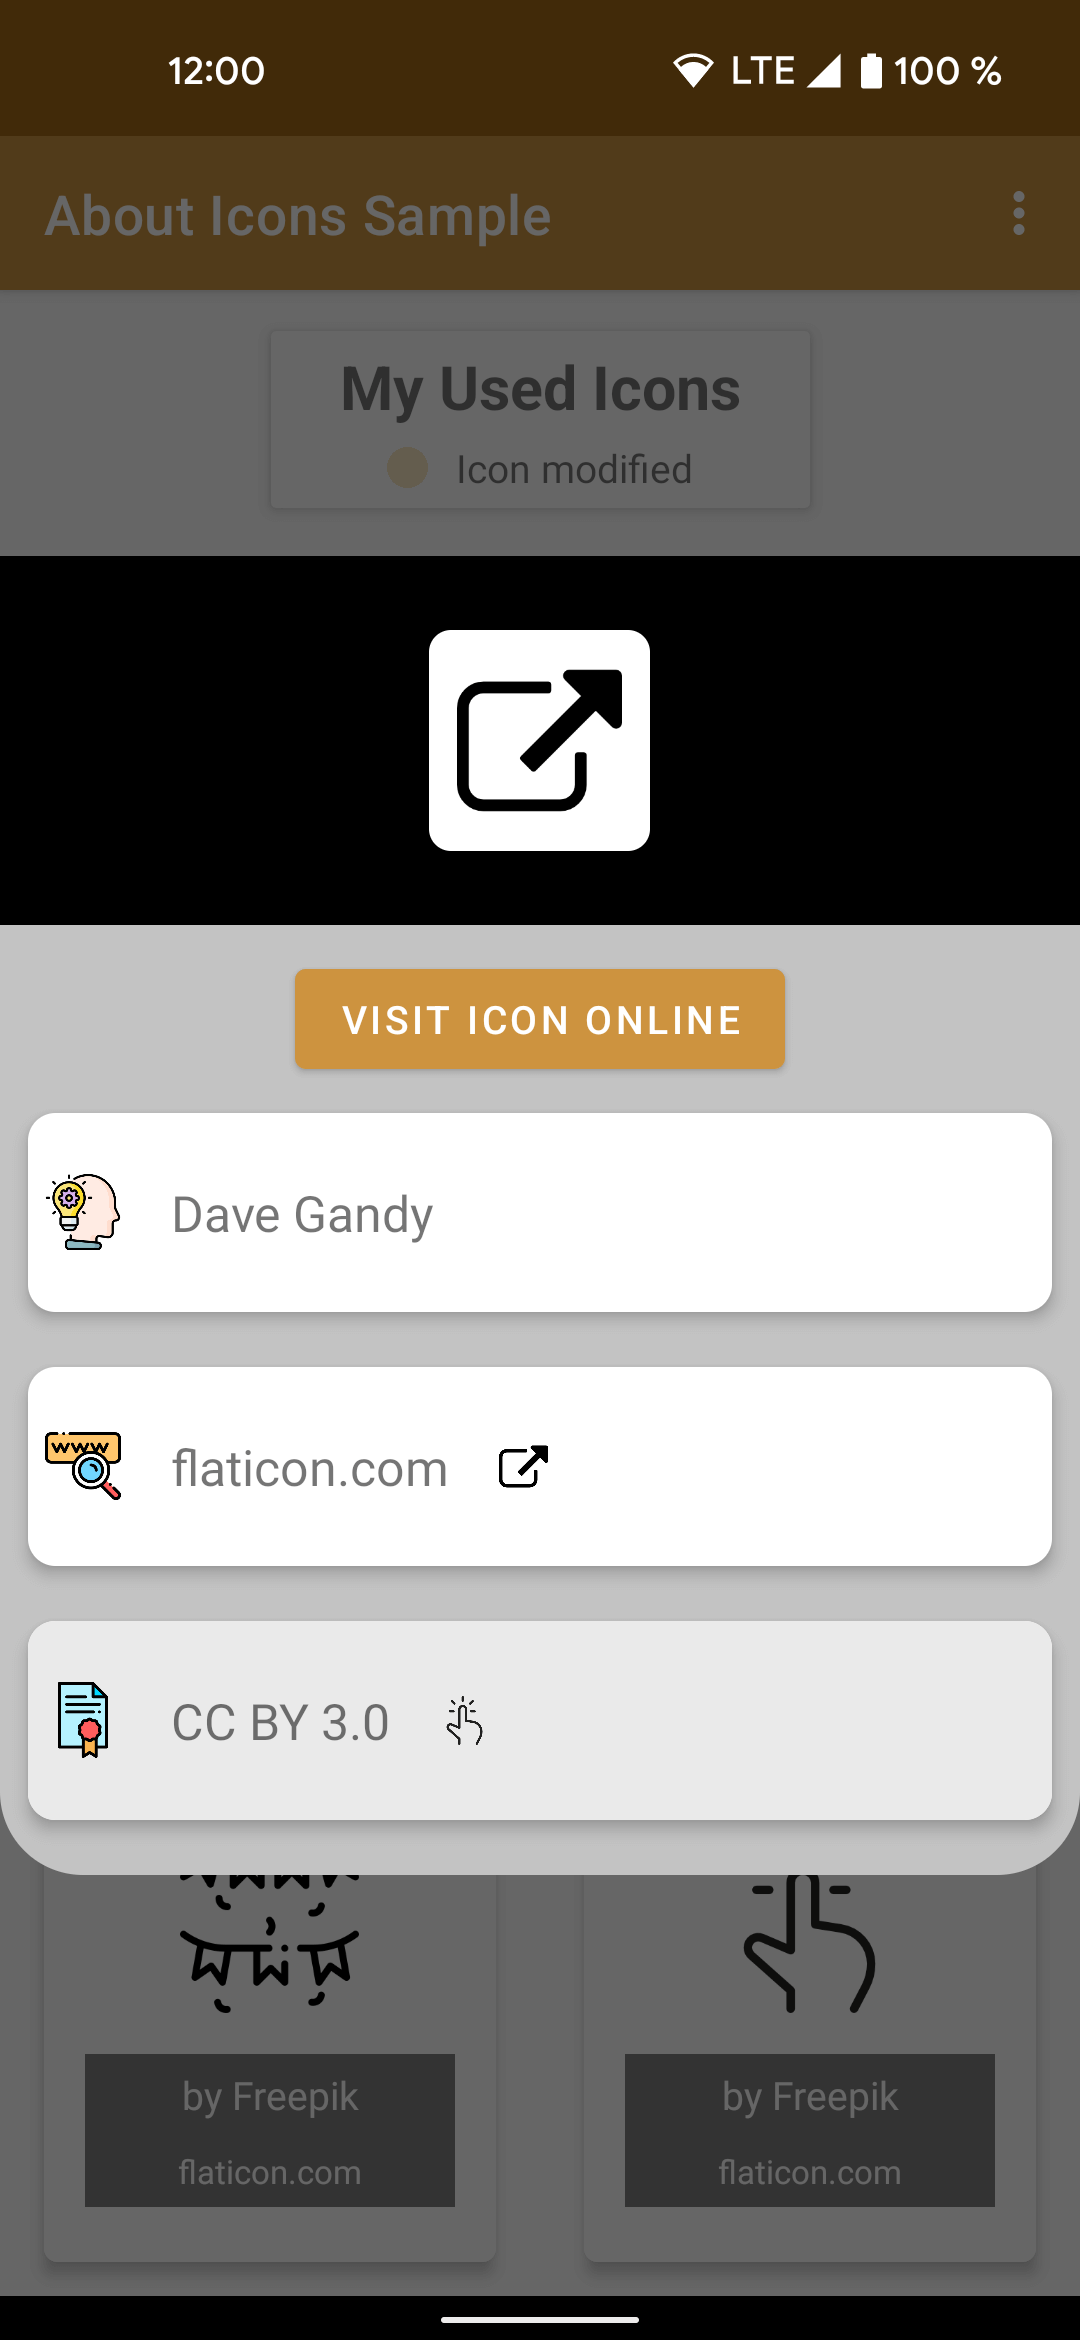 12:00 LTE 100 %
About Icons Sample
My Used Icons
Icon modified
VISIT ICON ONLINE
Dave Gandy
www
flaticon.com
CC BY 3.0
by Freepik by Freepik
flaticon.com flaticon.com